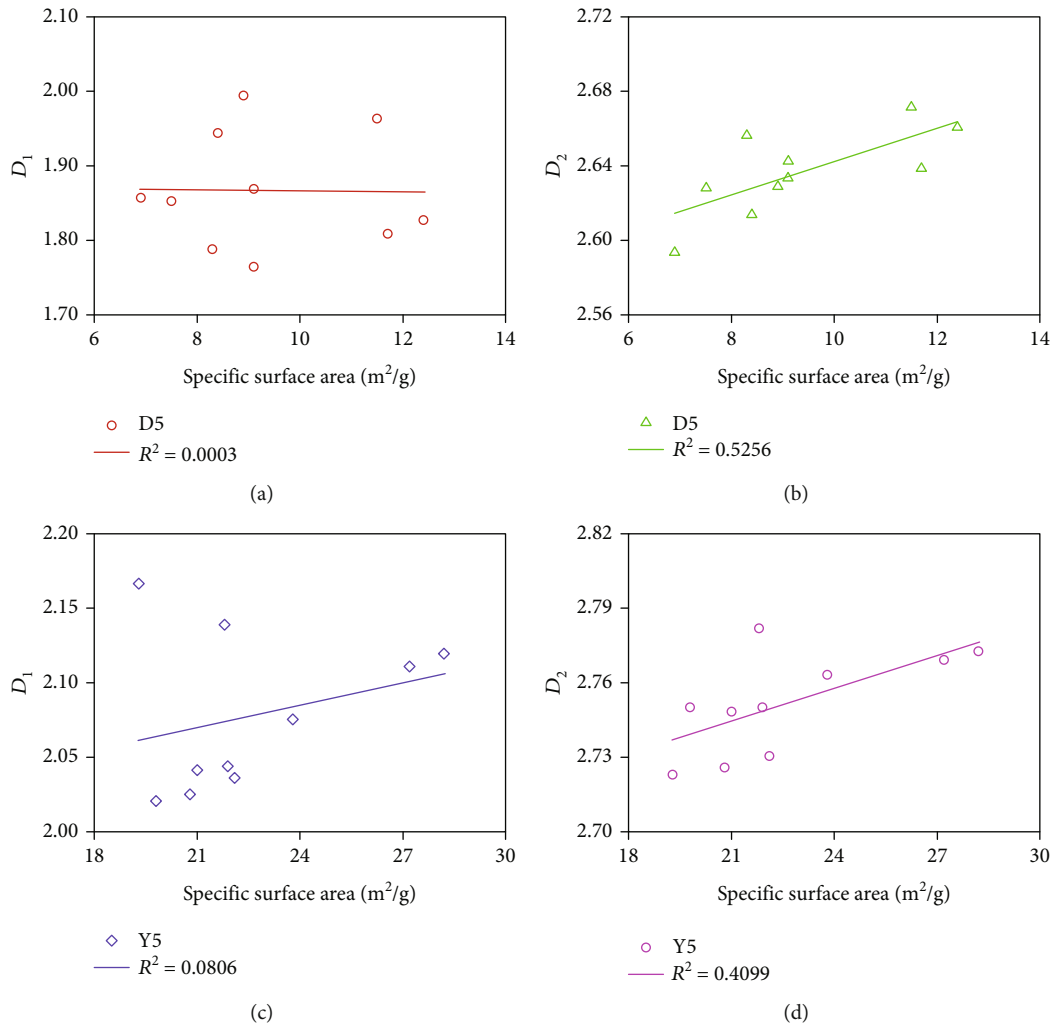 2.10
2.00
1.90
1.80
1.70
D₁
6 8 10 12 14
Specific surface area (m²/g)
D5
R² = 0.0003
(a)
2.72
2.68
2.64
2.60
2.56
D₂
6 8 10 12 14
Specific surface area (m²/g)
D5
R² = 0.5256
(b)
2.20
2.15
2.10
2.05
2.00
D₁
18 21 24 27 30
Specific surface area (m²/g)
Y5
R² = 0.0806
(c)
2.82
2.79
2.76
2.73
2.70
D₂
18 21 24 27 30
Specific surface area (m²/g)
Y5
R² = 0.4099
(d)